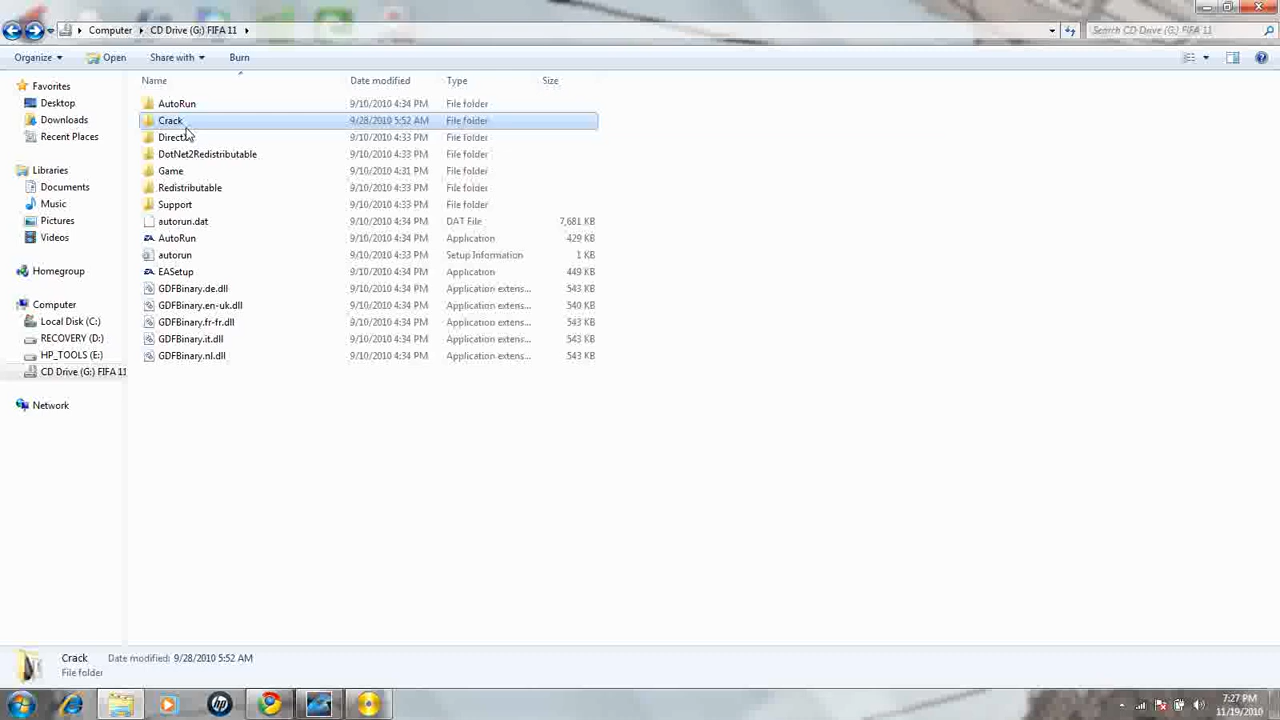 Computer CD Drive (G:) FIFA 11
Search CD Drive (G:) FIFA 11
Organize Open Share with Burn
Name Date modified Type Size
Favorites
Desktop
Downloads
Recent Places
Libraries
Documents
Music
Pictures
Videos
Homegroup
Computer
Local Disk (C:)
RECOVERY (D:)
HP_TOOLS (E:)
CD Drive (G:) FIFA 11
Network
AutoRun 9/10/2010 4:34 PM File folder
Crack 9/28/2010 5:52 AM File folder
Direct 9/10/2010 4:33 PM File folder
DotNet2Redistributable 9/10/2010 4:33 PM File folder
Game 9/10/2010 4:31 PM File folder
Redistributable 9/10/2010 4:33 PM File folder
Support 9/10/2010 4:33 PM File folder
autorun.dat 9/10/2010 4:34 PM DAT File 7,681 KB
AutoRun 9/10/2010 4:34 PM Application 429 KB
autorun 9/10/2010 4:33 PM Setup Information 1 KB
EASetup 9/10/2010 4:34 PM Application 449 KB
GDFBinary.de.dll 9/10/2010 4:34 PM Application extens... 543 KB
GDFBinary.en-uk.dll 9/10/2010 4:34 PM Application extens... 540 KB
GDFBinary.fr-fr.dll 9/10/2010 4:34 PM Application extens... 543 KB
GDFBinary.it.dll 9/10/2010 4:34 PM Application extens... 543 KB
GDFBinary.nl.dll 9/10/2010 4:34 PM Application extens... 543 KB
Crack Date modified: 9/28/2010 5:52 AM
File folder
hp
7:27 PM
11/19/2010